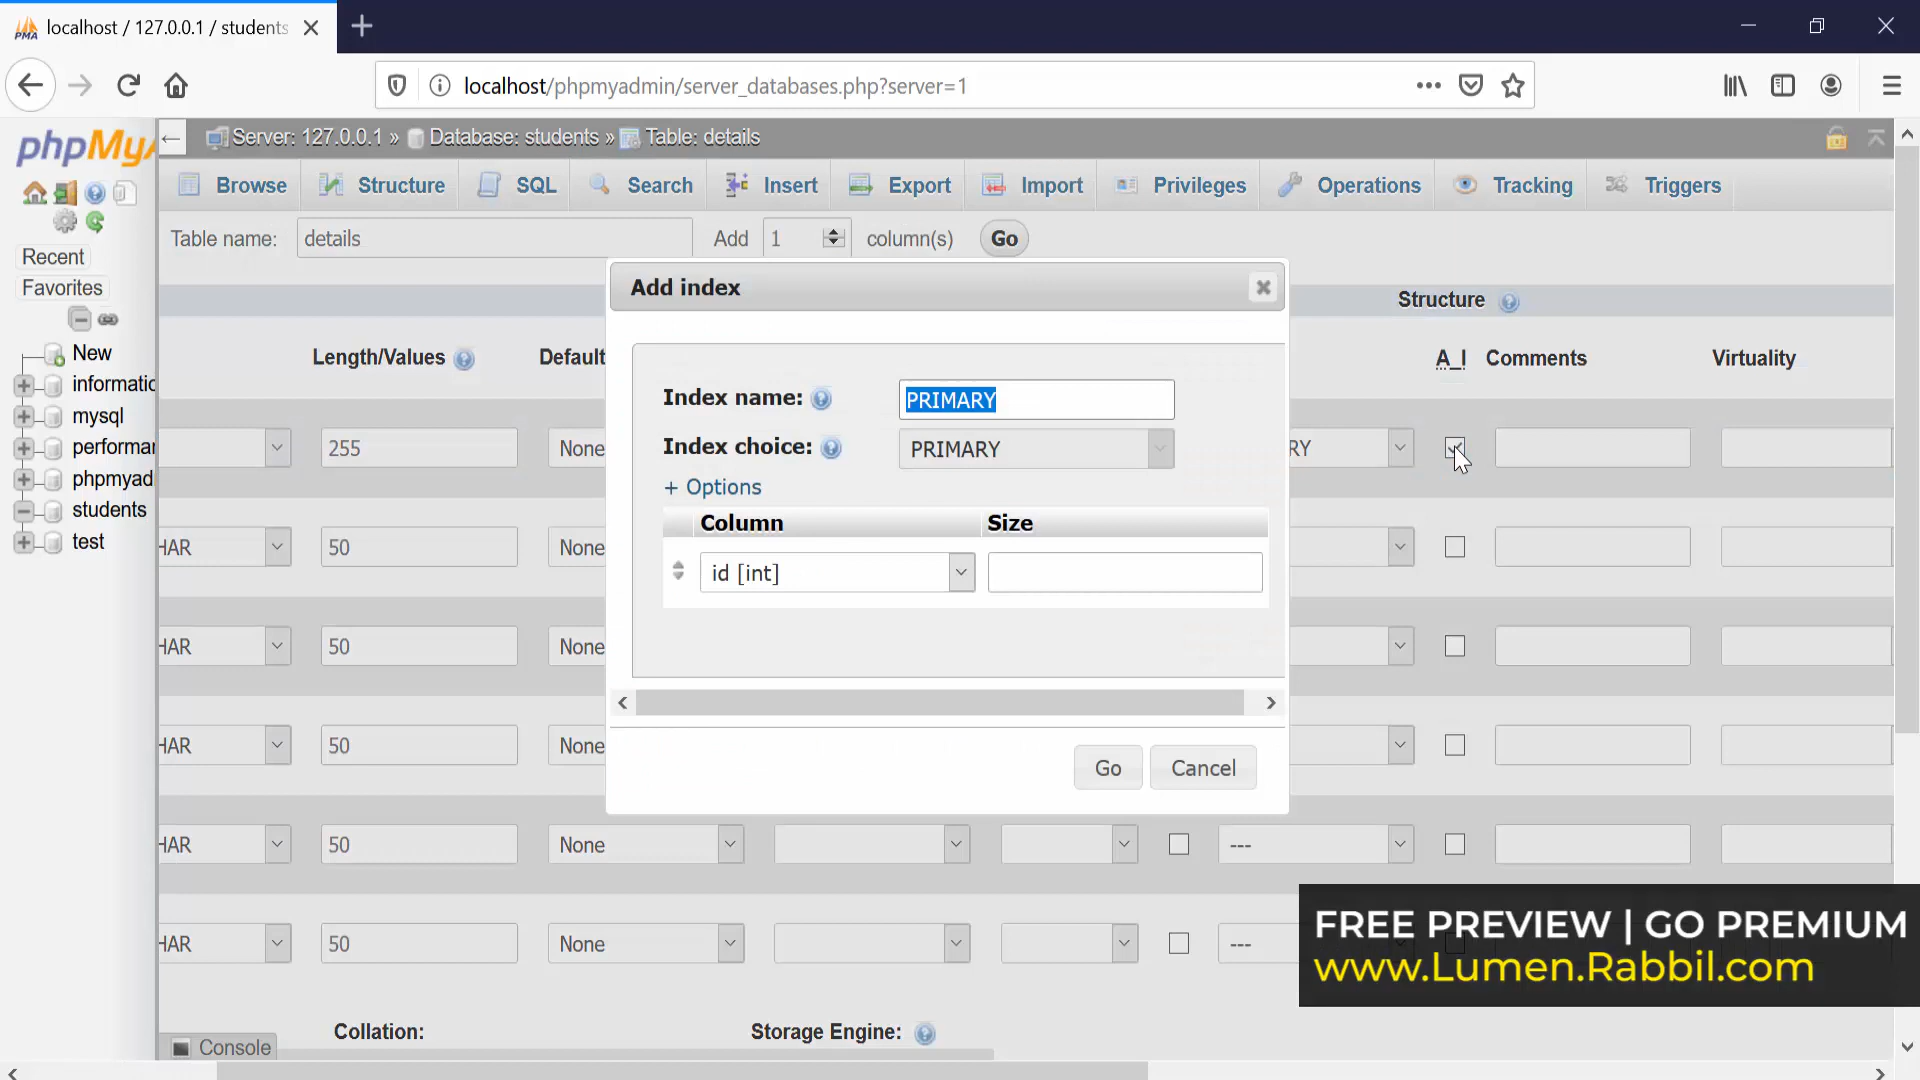 localhost / 127.0.0.1 / students
localhost/phpmyadmin/server_databases.php?server=1
phpMyA
Server: 127.0.0.1 » Database: students » Table: details
Browse Structure SQL Search Insert Export Import Privileges Operations Tracking Triggers
Table name: details Add 1 column(s) Go
Recent
Favorites
New
informatio
mysql
performan
phpmyad
students
test
Structure
Length/Values Default A_I Comments Virtuality
255 None RY
HAR 50 None
HAR 50 None
HAR 50 None
HAR 50 None ---
HAR 50 None ---
Add index
Index name: PRIMARY
Index choice: PRIMARY
+ Options
Column Size
id [int]
Go Cancel
Collation: Storage Engine:
Console
FREE PREVIEW | GO PREMIUM
www.Lumen.Rabbil.com